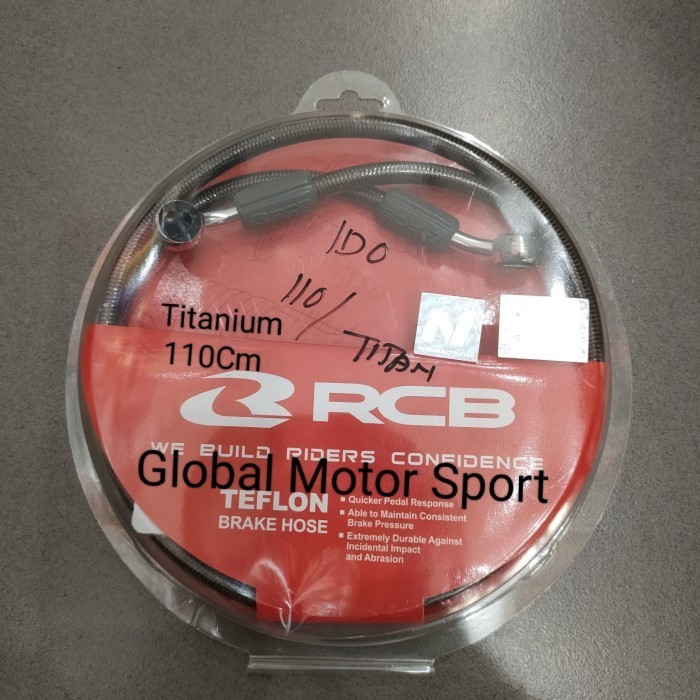 1D0
110/
TITAN
Titanium
110Cm
RCB
WE BUILD RIDERS CONFIDENCE
Global Motor Sport
TEFLON
BRAKE HOSE
Quicker Pedal Response
Able to Maintain Consistent
Brake Pressure
Extremely Durable Against
Incidental Impact
and Abrasion